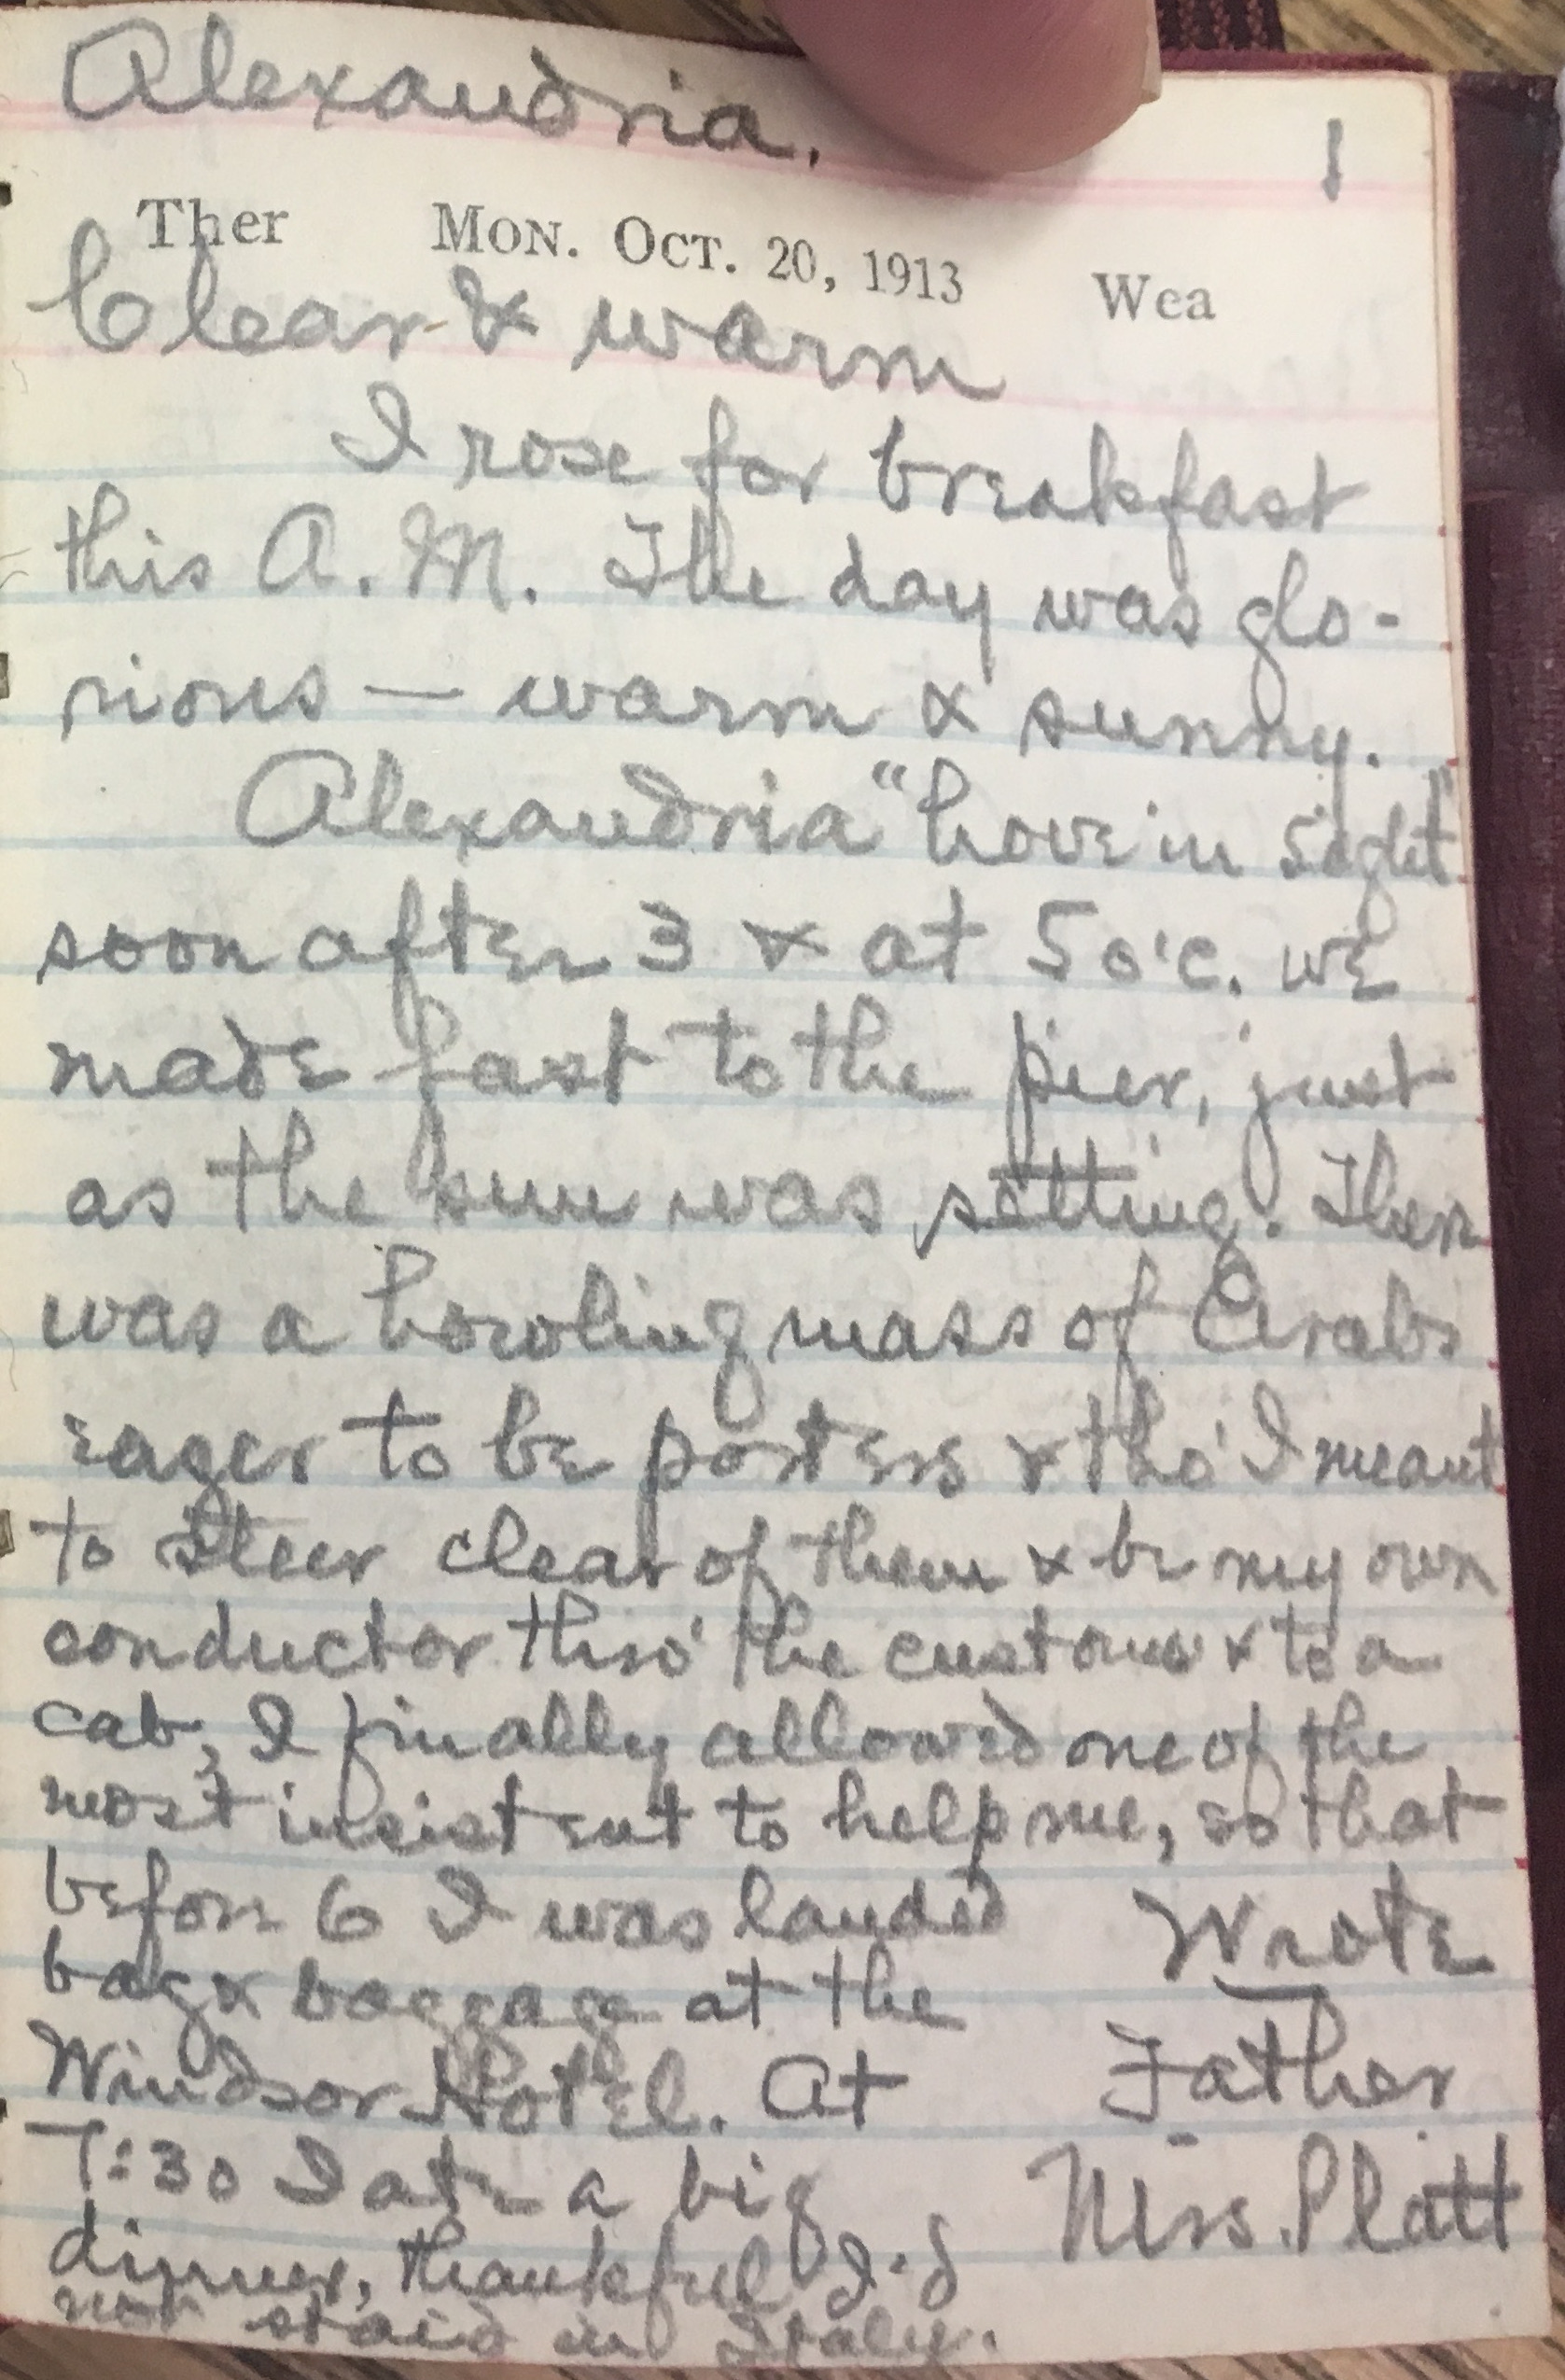 Alexandria.
1
Ther MON. OCT. 20, 1913 Wea
Clear & warm
I rose for breakfast
this A.M. The day was glo-
rious — warm & sunny.
Alexandria "hove in sight"
soon after 3 & at 5 o'c. we
made fast to the pier, just
as the sun was setting. There
was a howling mass of Arabs
eager to be porters & tho' I meant
to steer clear of them & be my own
conductor thro' the customs & to a
cab, I finally allowed one of the
most insistent to help me, so that
before 6 I was landed
bag & baggage at the
Windsor Hotel. At
7:30 I ate a big
dinner, thankful I'd
not staid in Italy.
Wrote
Father
Mrs. Platt